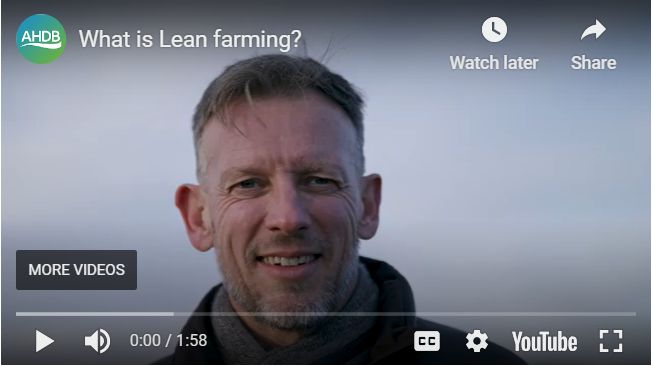 AHDB
What is Lean farming?
Watch later
Share
MORE VIDEOS
0:00 / 1:58
CC
YouTube